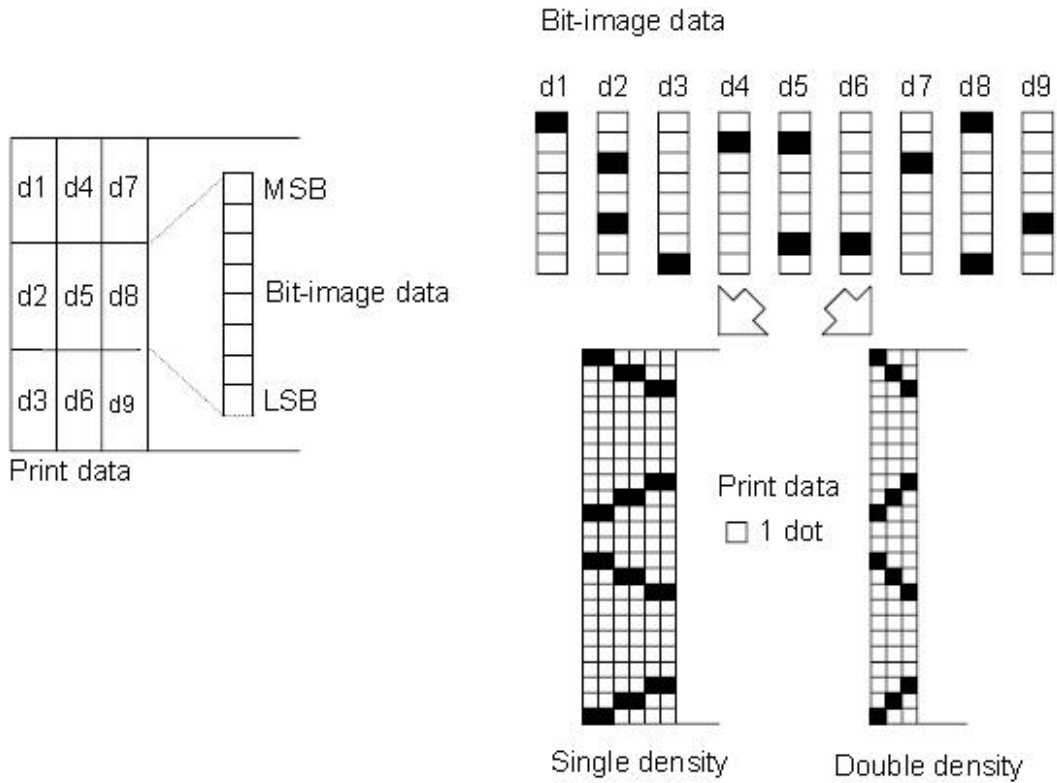 Bit-image data
d1 d2 d3 d4 d5 d6 d7 d8 d9
d1 d4 d7
d2 d5 d8
d3 d6 d9
MSB
Bit-image data
LSB
Print data
Print data
1 dot
Single density
Double density